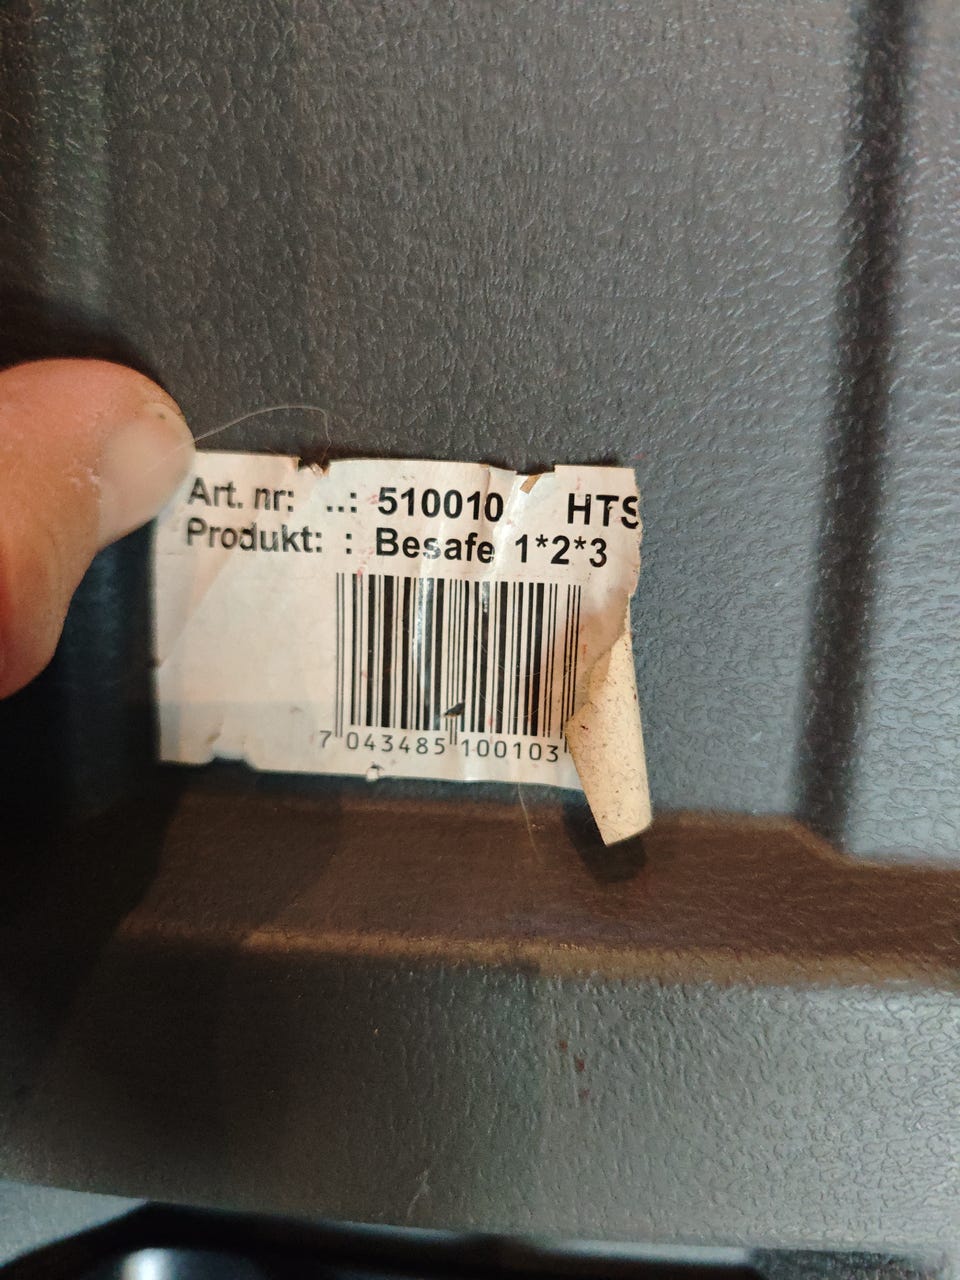 Art. nr: ..: 510010 HTS
Produkt: : Besafe 1*2*3
7 043485 100103